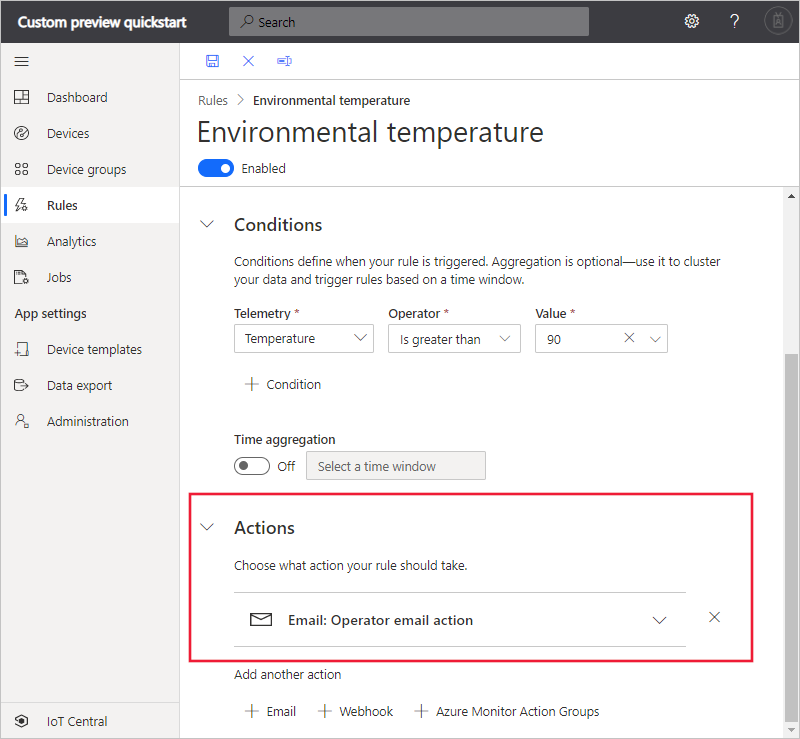 Custom preview quickstart
Search
?
Dashboard
Devices
Device groups
Rules
Analytics
Jobs
App settings
Device templates
Data export
Administration
IoT Central
Rules > Environmental temperature
Environmental temperature
Enabled
Conditions
Conditions define when your rule is triggered. Aggregation is optional—use it to cluster
your data and trigger rules based on a time window.
Telemetry * Operator * Value *
Temperature Is greater than 90
+ Condition
Time aggregation
Off Select a time window
Actions
Choose what action your rule should take.
Email: Operator email action
Add another action
+ Email + Webhook + Azure Monitor Action Groups